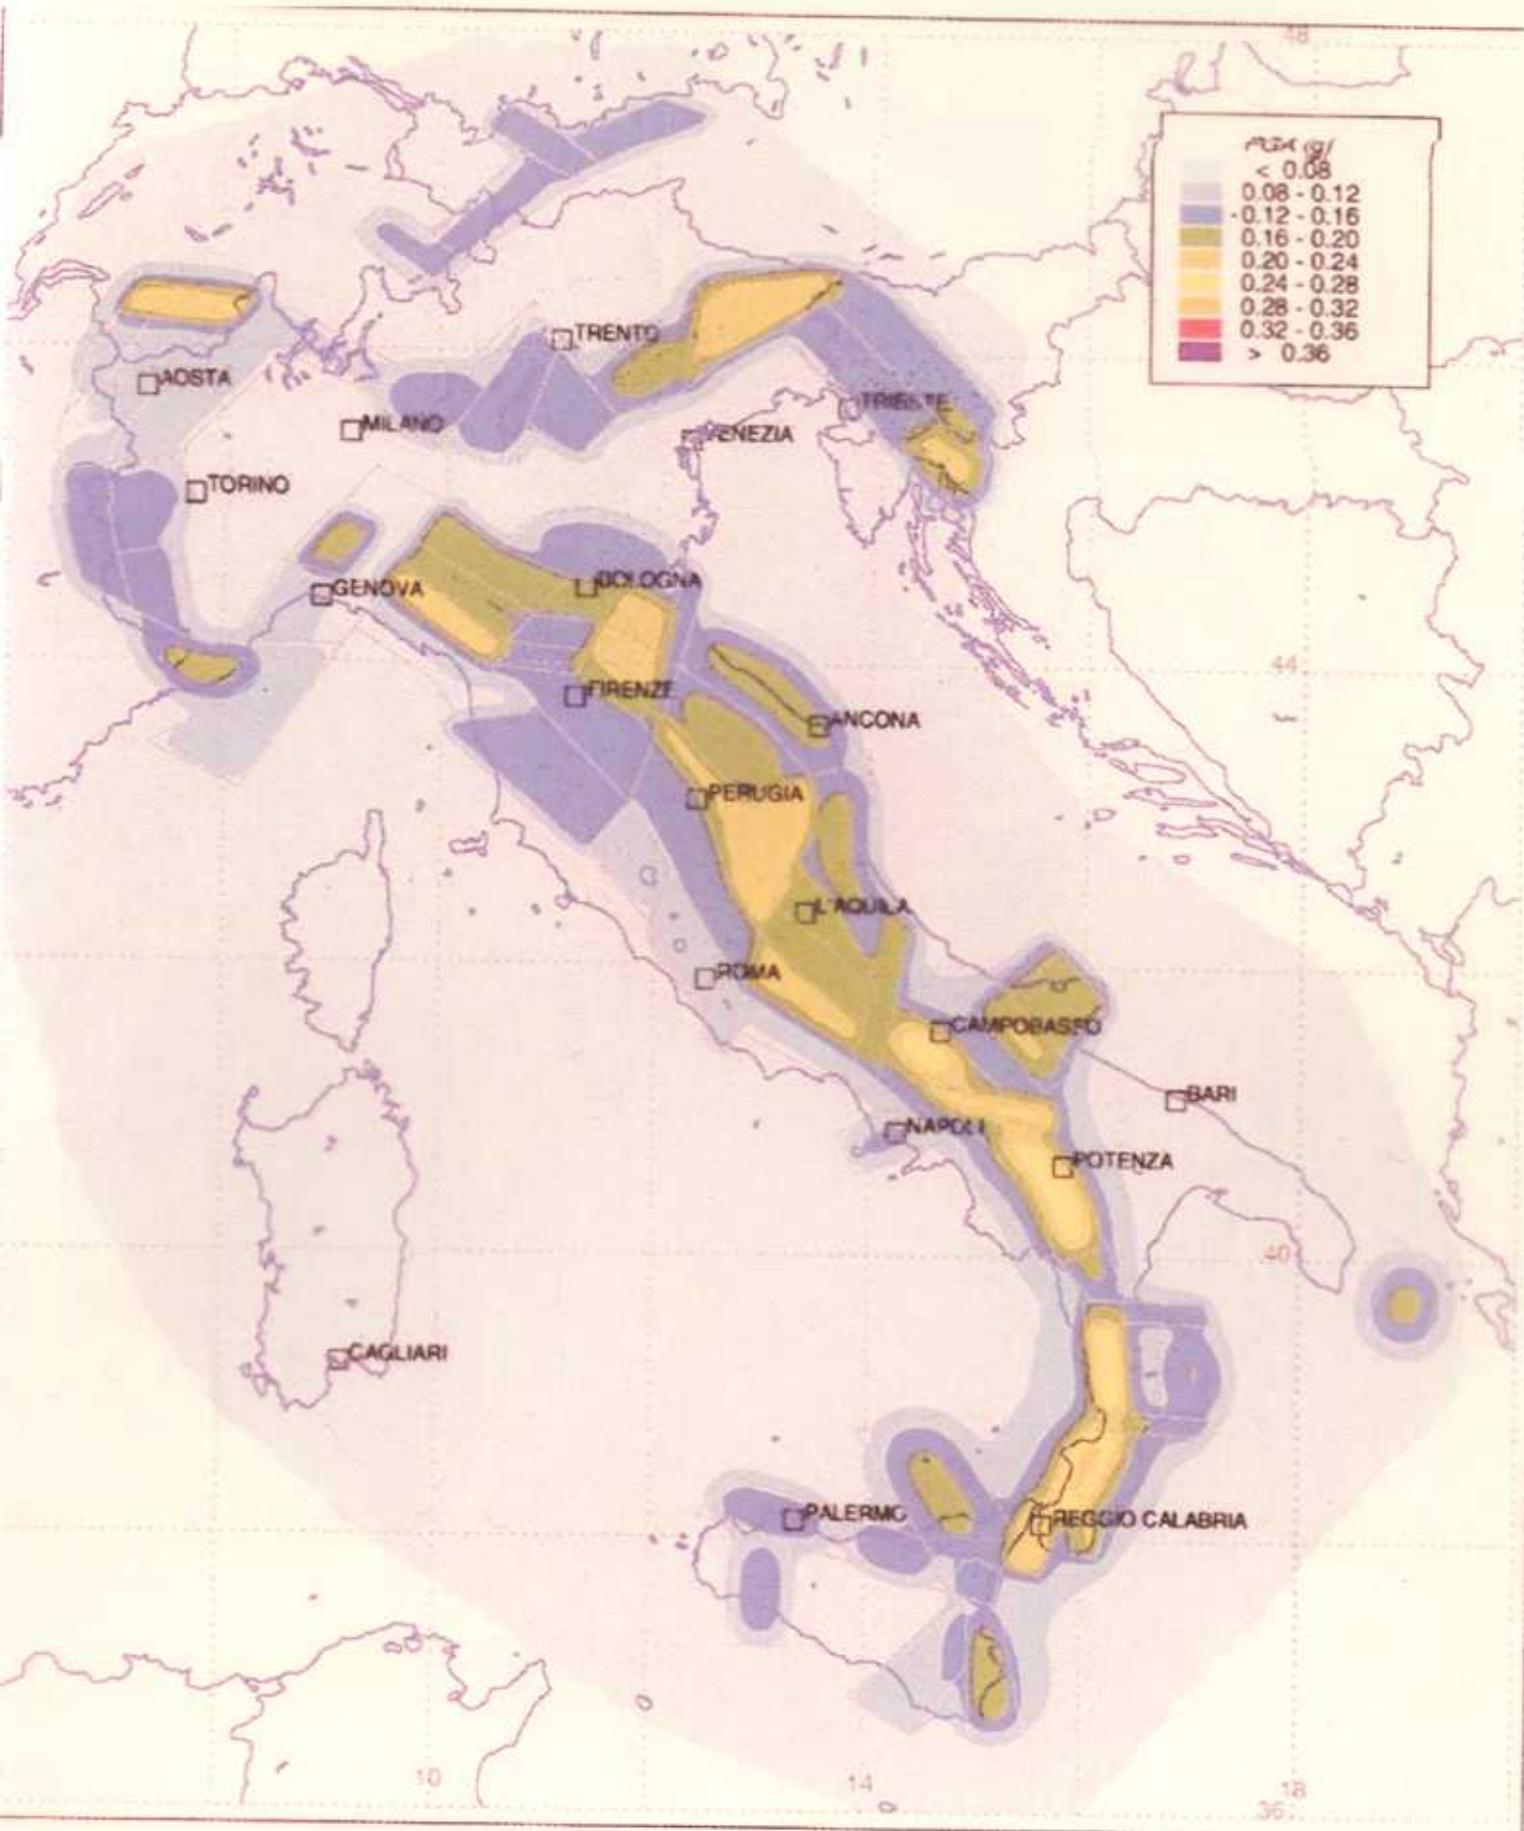 48
PGA (g)
< 0.08
0.08 - 0.12
0.12 - 0.16
0.16 - 0.20
0.20 - 0.24
0.24 - 0.28
0.28 - 0.32
0.32 - 0.36
> 0.36
TRENTO
AOSTA
TRIESTE
MILANO
VENEZIA
TORINO
BOLOGNA
GENOVA
44
FIRENZE
ANCONA
PERUGIA
L'AQUILA
ROMA
CAMPOBASSO
BARI
NAPOLI
POTENZA
40
CAGLIARI
PALERMO
REGGIO CALABRIA
10
14
18
36